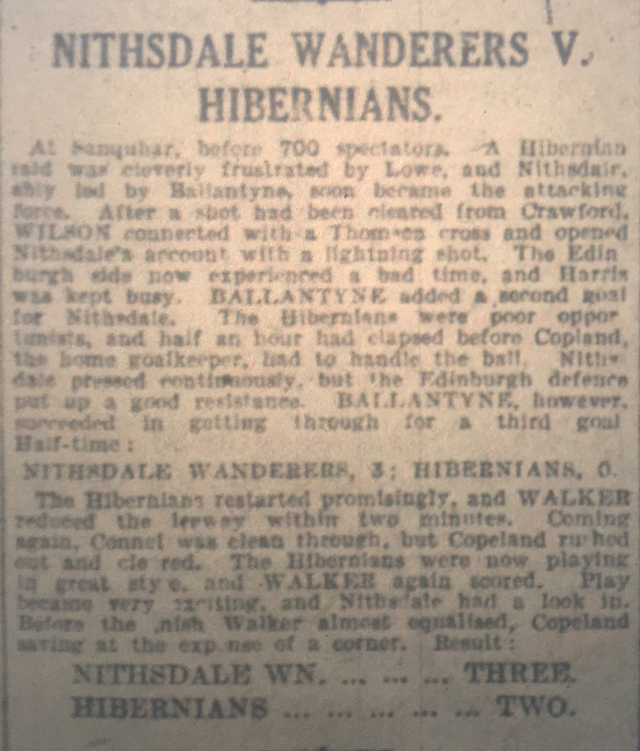 NITHSDALE WANDERERS V.
HIBERNIANS.
At Sanquhar, before 700 spectators. A Hibernian
raid was cleverly frustrated by Lowe, and Nithsdair,
ably led by Ballantyne, soon became the attacking
force. After a shot had been cleared from Crawford,
WILSON connected with a Thomson cross and opened
Nithsdale's account with a lightning shot. The Edin
burgh side now experienced a bad time, and Harris
was kept busy. BALLANTYNE added a second goal
for Nithsdale. The Hibernians were poor oppor
tunists, and half an hour had elapsed before Copland,
the home goalkeeper, had to handle the ball. Niths-
dale pressed continuously, but the Edinburgh defence
put up a good resistance. BALLANTYNE, however,
succeeded in getting through for a third goal
Half-time:
NITHSDALE WANDERERS, 3; HIBERNIANS, 0.
The Hibernians restarted promisingly, and WALKER
reduced the leeway within two minutes. Coming
again, Connel was clean through, but Copeland rushed
out and cleared. The Hibernians were now playing
in great style, and WALKER again scored. Play
became very exciting, and Nithsdale had a look in.
Before the finish Walker almost equalised, Copeland
saving at the expense of a corner. Result:
NITHSDALE WN. ... ... ... THREE.
HIBERNIANS ... ... ... ... ... TWO.